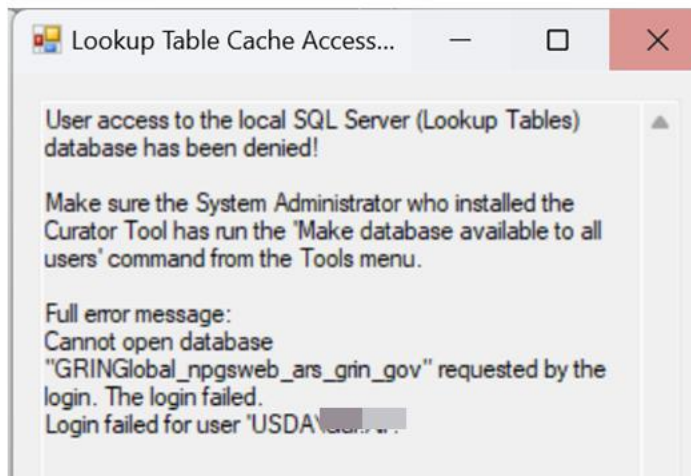 Lookup Table Cache Access...
User access to the local SQL Server (Lookup Tables)
database has been denied!
Make sure the System Administrator who installed the
Curator Tool has run the 'Make database available to all
users' command from the Tools menu.
Full error message:
Cannot open database
"GRINGlobal_npgsweb_ars_grin_gov" requested by the
login. The login failed.
Login failed for user 'USDA\